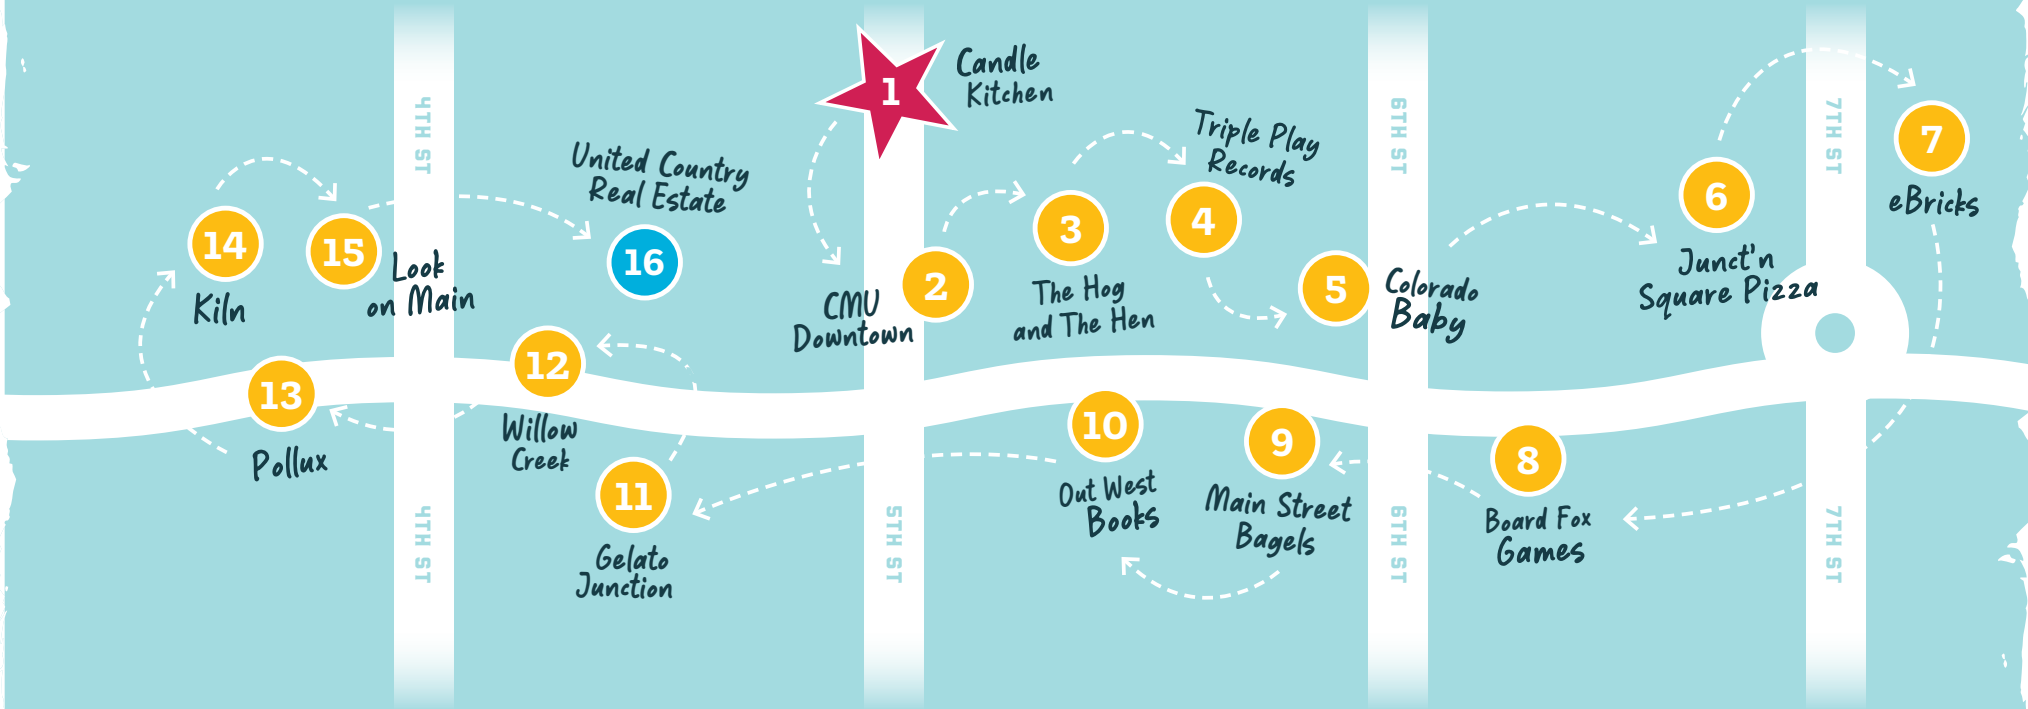 4TH ST
1
Candle
Kitchen
6TH ST
7TH ST
Triple Play
Records
7
eBricks
United Country
Real Estate
14
Kiln
15
Look
on Main
16
CMU
Downtown
2
3
The Hog
and The Hen
4
5
Colorado
Baby
6
Junct'n
Square Pizza
13
Pollux
12
Willow
Creek
11
Gelato
Junction
10
Out West
Books
9
Main Street
Bagels
8
Board Fox
Games
4TH ST
5TH ST
6TH ST
7TH ST